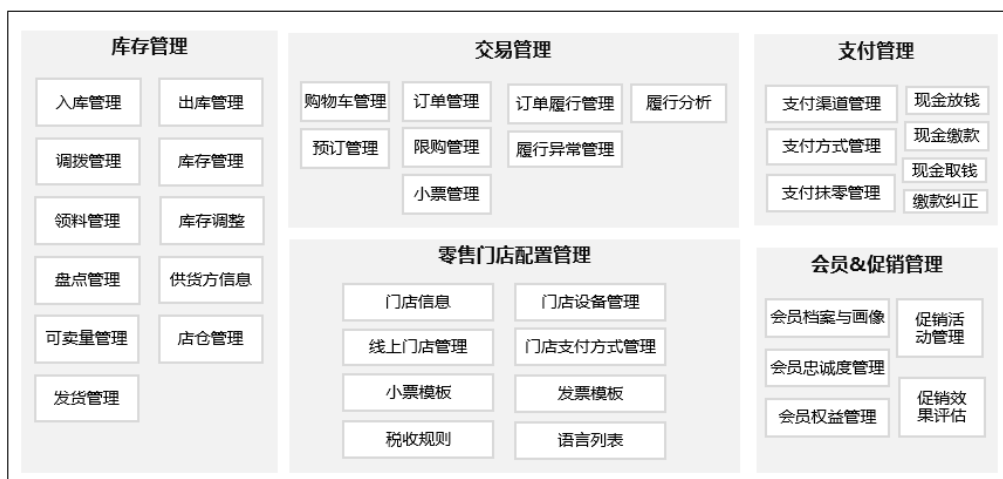 库存管理
入库管理
出库管理
调拨管理
库存管理
领料管理
库存调整
盘点管理
供货方信息
可卖量管理
店仓管理
发货管理
交易管理
购物车管理
订单管理
订单履行管理
履行分析
预订管理
限购管理
履行异常管理
小票管理
支付管理
支付渠道管理
现金放钱
支付方式管理
现金缴款
现金取钱
支付抹零管理
缴款纠正
零售门店配置管理
门店信息
门店设备管理
线上门店管理
门店支付方式管理
小票模板
发票模板
税收规则
语言列表
会员&促销管理
会员档案与画像
促销活
动管理
会员忠诚度管理
会员权益管理
促销效
果评估